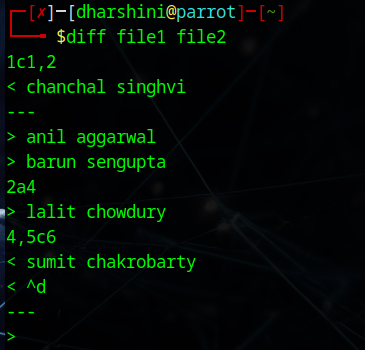 ┌─[✗]─[dharshini@parrot]─[~]
└──╼ $diff file1 file2
1c1,2
< chanchal singhvi
---
> anil aggarwal
> barun sengupta
2a4
> lalit chowdury
4,5c6
< sumit chakrobarty
< ^d
---
>